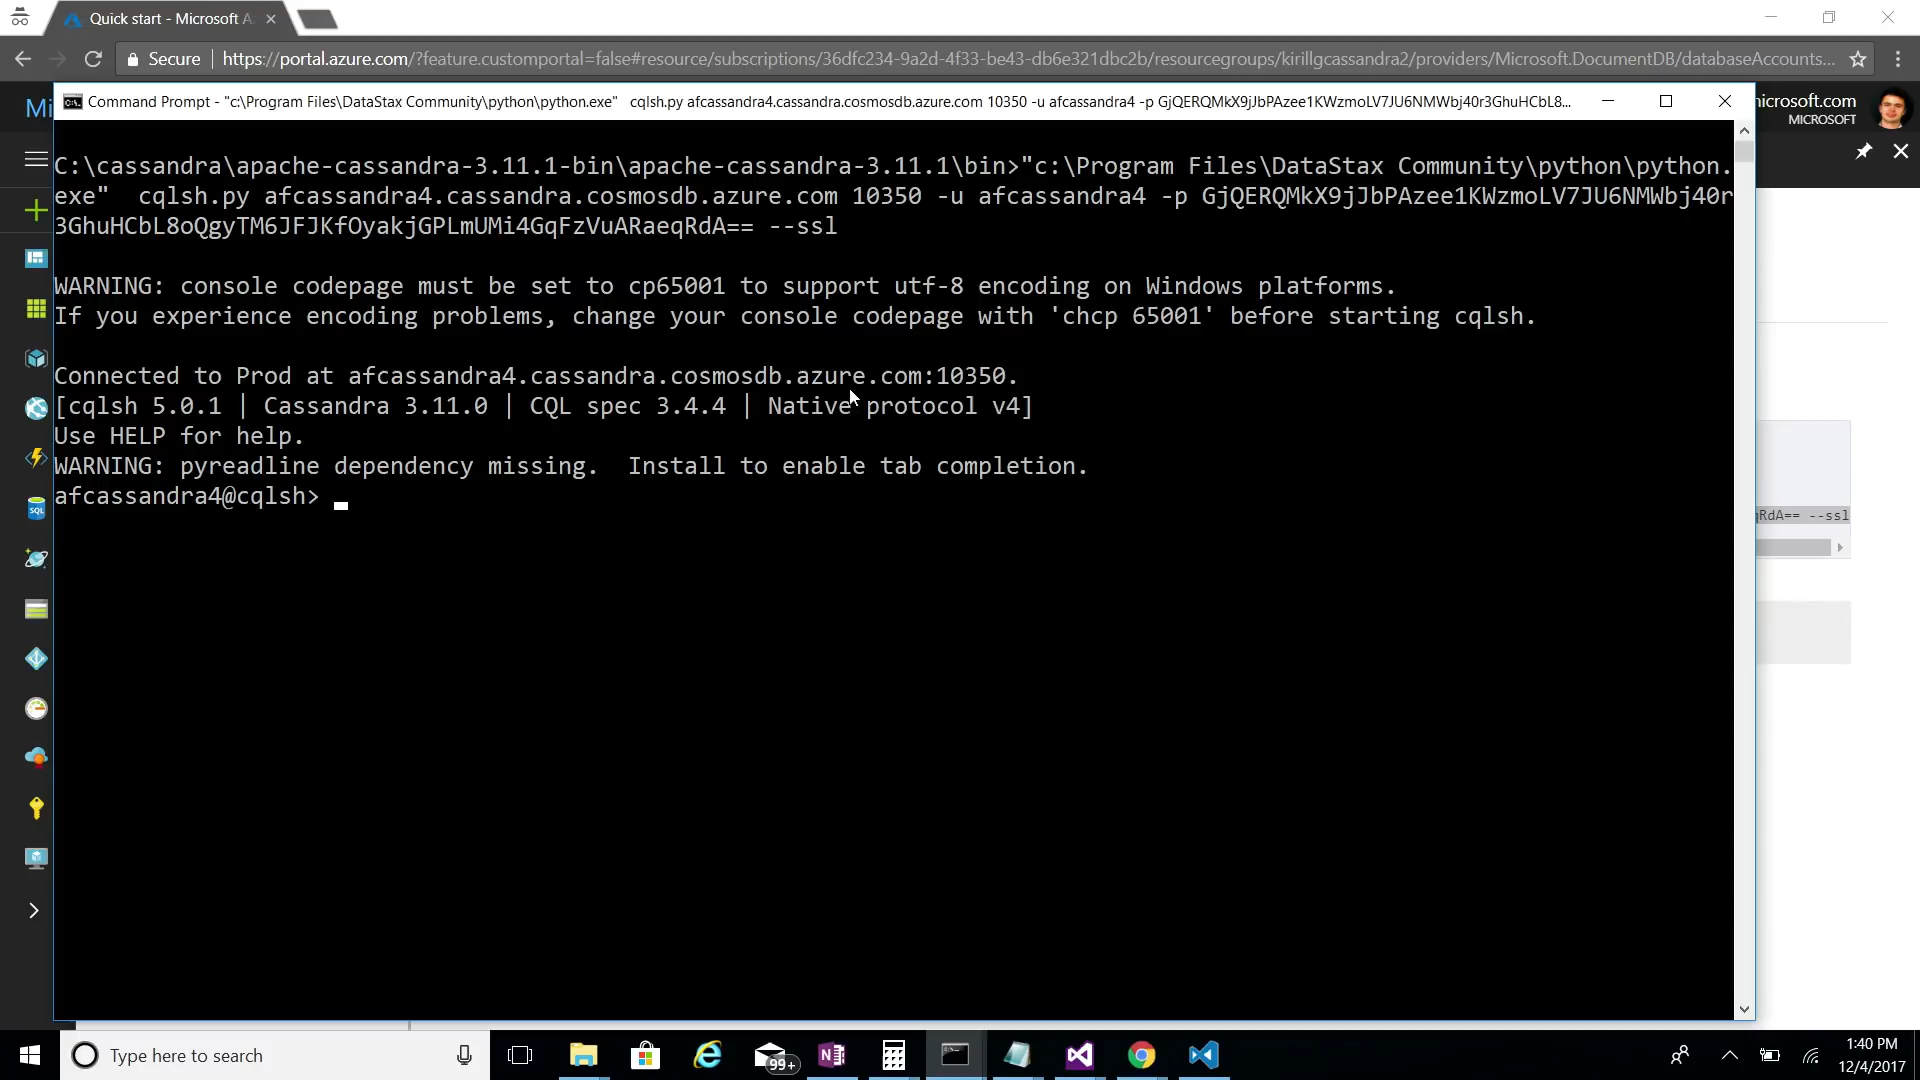 Quick start - Microsoft A
Secure
https://portal.azure.com/?feature.customportal=false#resource/subscriptions/36dfc234-9a2d-4f33-be43-db6e321dbc2b/resourcegroups/kirillgcassandra2/providers/Microsoft.DocumentDB/databaseAccounts...
Mi
Command Prompt - "c:\Program Files\DataStax Community\python\python.exe" cqlsh.py afcassandra4.cassandra.cosmosdb.azure.com 10350 -u afcassandra4 -p GjQERQMkX9jJbPAzee1KWzmoLV7JU6NMWbj40r3GhuHCbL8...
icrosoft.com
MICROSOFT
C:\cassandra\apache-cassandra-3.11.1-bin\apache-cassandra-3.11.1\bin>"c:\Program Files\DataStax Community\python\python.
exe"  cqlsh.py afcassandra4.cassandra.cosmosdb.azure.com 10350 -u afcassandra4 -p GjQERQMkX9jJbPAzee1KWzmoLV7JU6NMWbj40r
3GhuHCbL8oQgyTM6JFJKfOyakjGPLmUMi4GqFzVuARaeqRdA== --ssl
WARNING: console codepage must be set to cp65001 to support utf-8 encoding on Windows platforms.
If you experience encoding problems, change your console codepage with 'chcp 65001' before starting cqlsh.
Connected to Prod at afcassandra4.cassandra.cosmosdb.azure.com:10350.
[cqlsh 5.0.1 | Cassandra 3.11.0 | CQL spec 3.4.4 | Native protocol v4]
Use HELP for help.
WARNING: pyreadline dependency missing.  Install to enable tab completion.
afcassandra4@cqlsh>
RdA== --ssl
SQL
Type here to search
99+
1:40 PM
12/4/2017